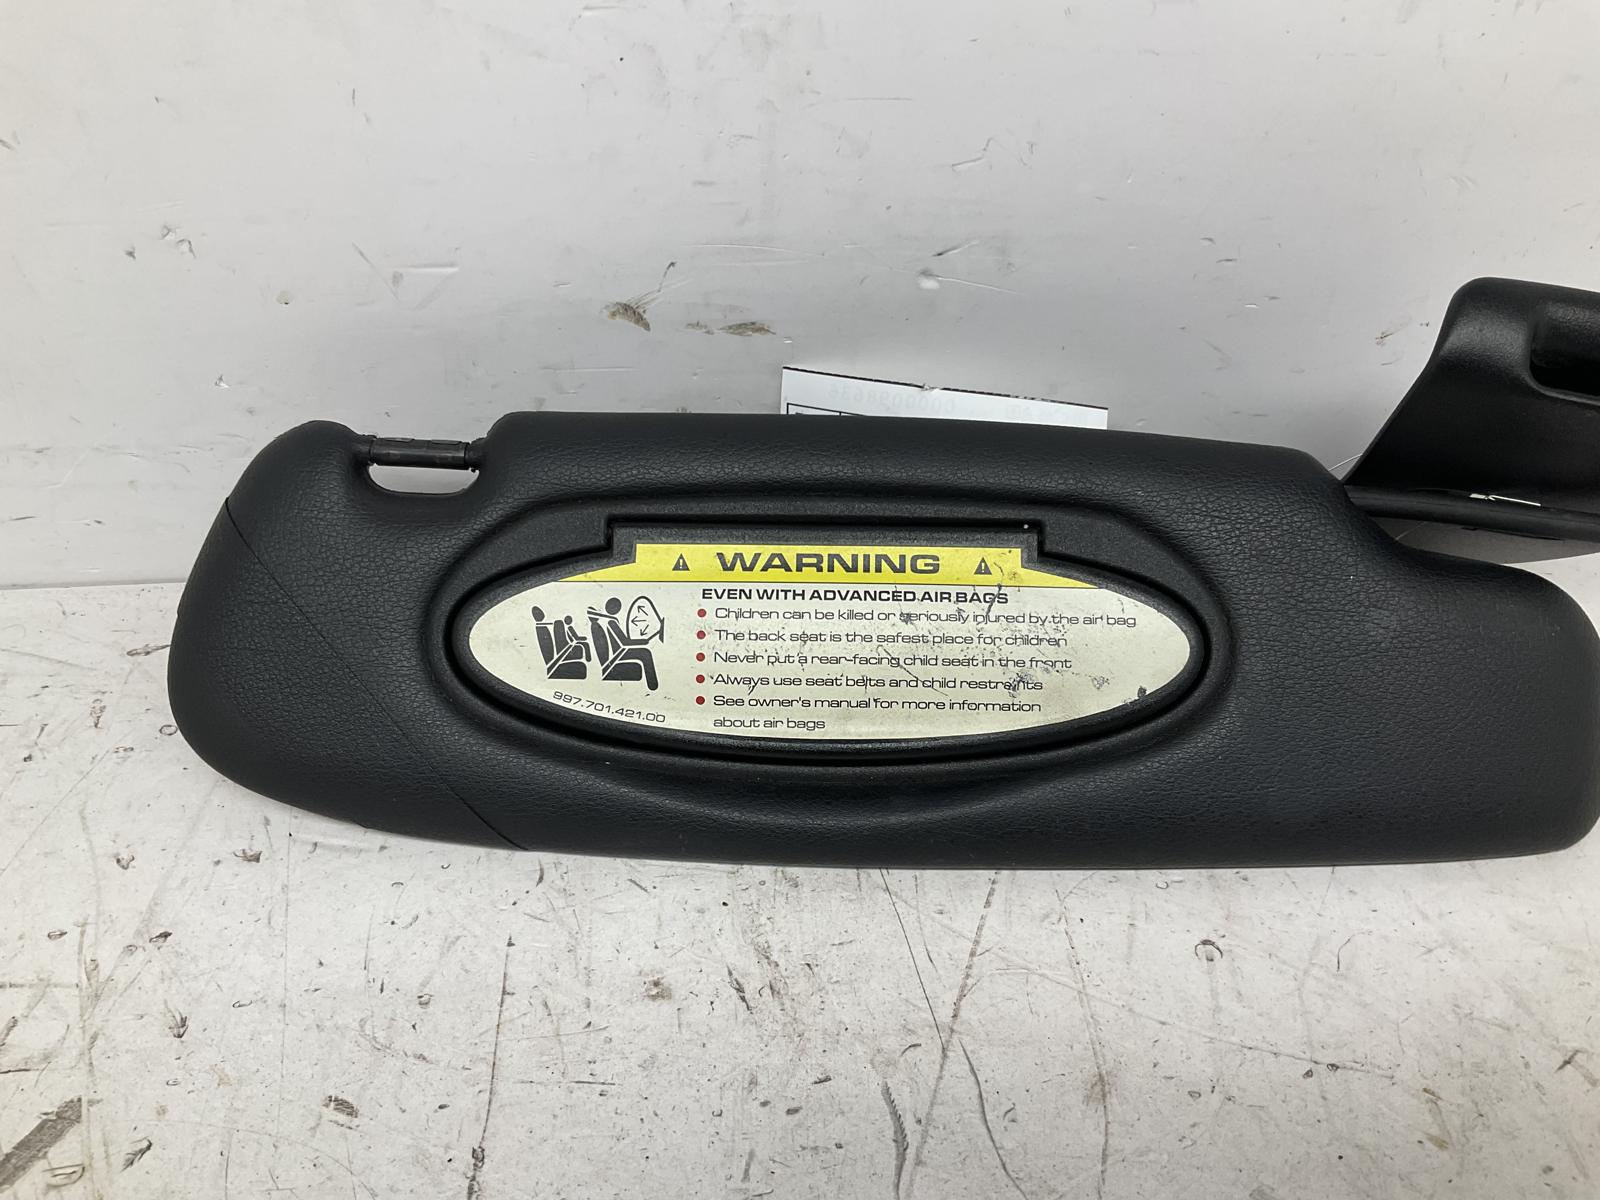 0000098636
WARNING
EVEN WITH ADVANCED AIR BAGS
• Children can be killed or seriously injured by the air bag
• The back seat is the safest place for children
• Never put a rear-facing child seat in the front
• Always use seat belts and child restraints
• See owner's manual for more information
about air bags
997.701.421.00